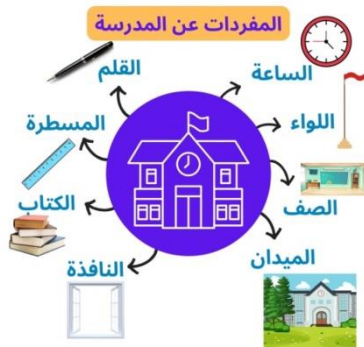 المفردات عن المدرسة
الساعة
القلم
اللواء
المسطرة
الصف
الكتاب
الميدان
النافذة